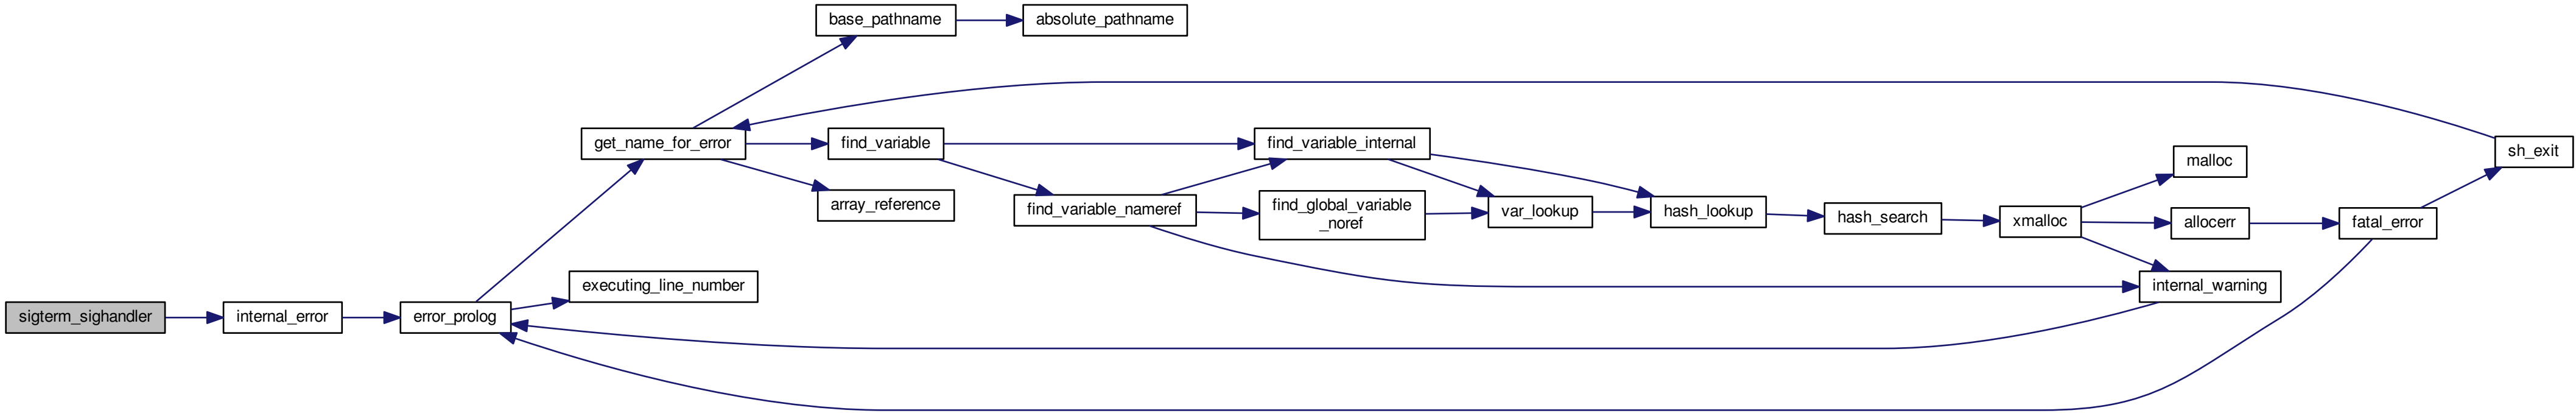 base_pathname
absolute_pathname
get_name_for_error
find_variable
find_variable_internal
malloc
sh_exit
array_reference
find_variable_nameref
find_global_variable
_noref
var_lookup
hash_lookup
hash_search
xmalloc
allocerr
fatal_error
executing_line_number
internal_warning
sigterm_sighandler
internal_error
error_prolog